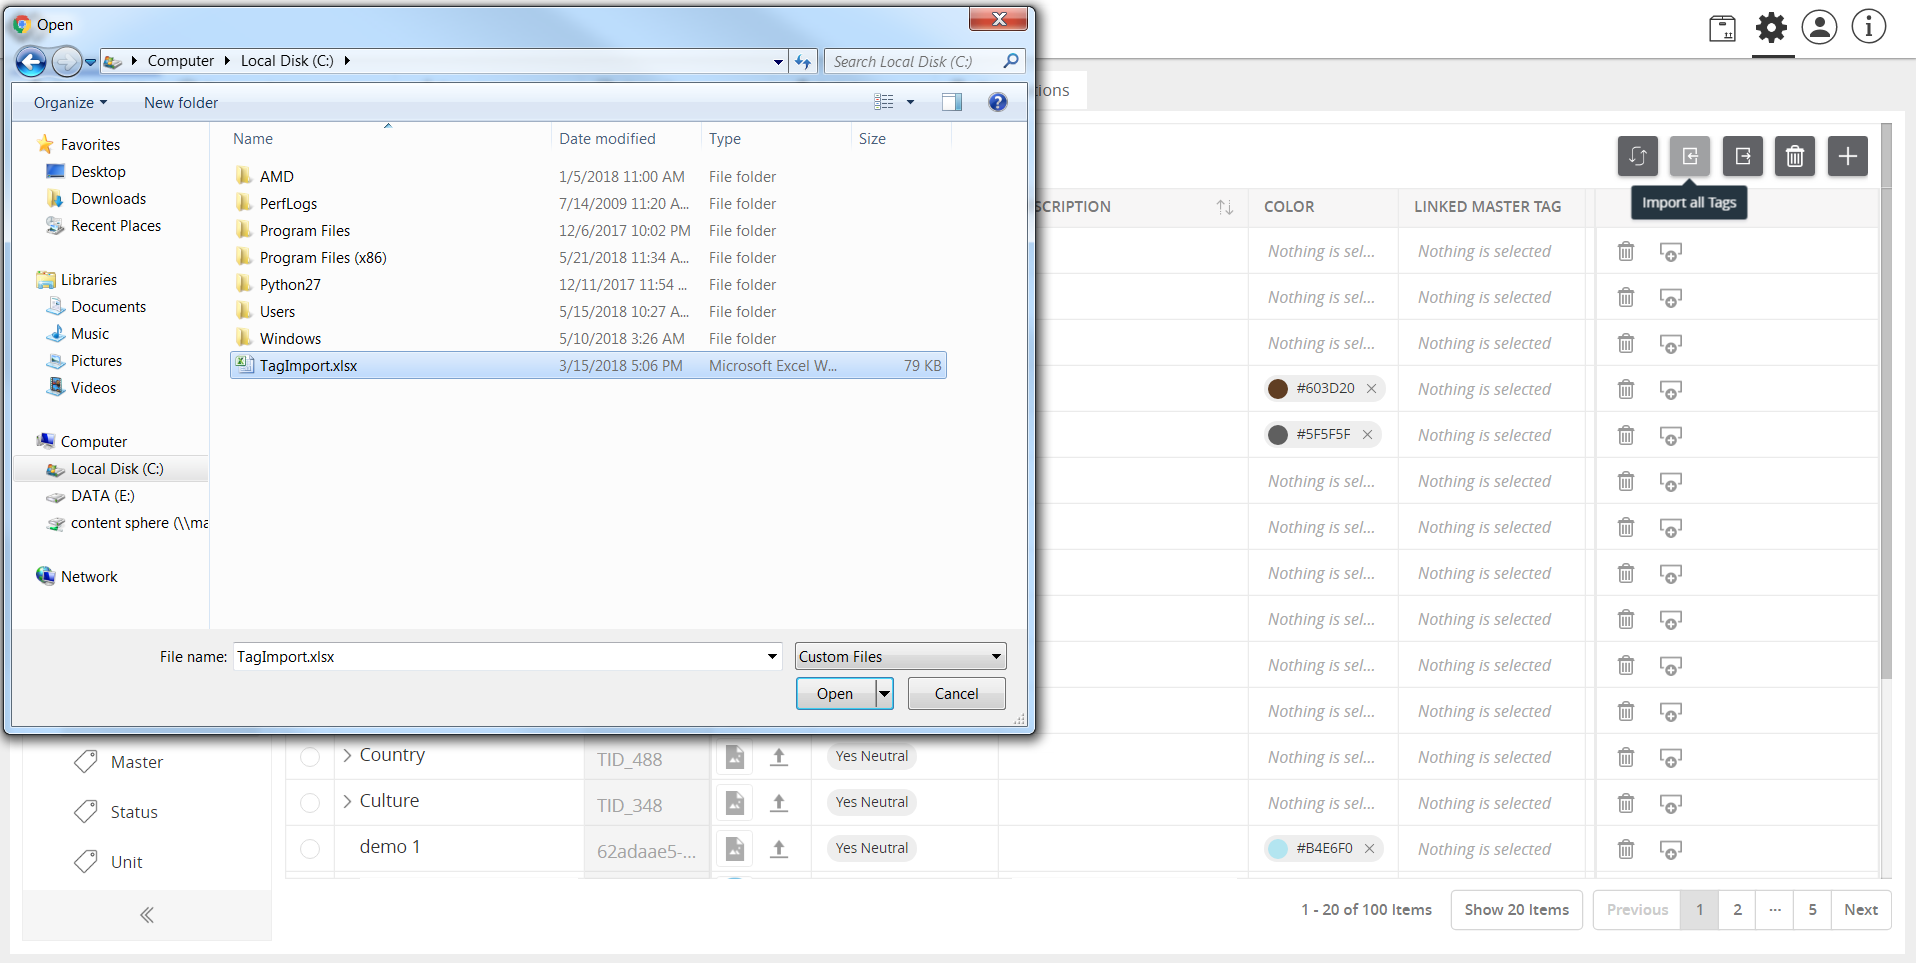 Open
Computer Local Disk (C:)
Search Local Disk (C:)
Organize New folder
Name Date modified Type Size
Favorites
Desktop
Downloads
Recent Places
Libraries
Documents
Music
Pictures
Videos
Computer
Local Disk (C:)
DATA (E:)
content sphere (\\ma
Network
AMD 1/5/2018 11:00 AM File folder
PerfLogs 7/14/2009 11:20 A... File folder
Program Files 12/6/2017 10:02 PM File folder
Program Files (x86) 5/21/2018 11:34 A... File folder
Python27 12/11/2017 11:54 ... File folder
Users 5/15/2018 10:27 A... File folder
Windows 5/10/2018 3:26 AM File folder
TagImport.xlsx 3/15/2018 5:06 PM Microsoft Excel W... 79 KB
File name: TagImport.xlsx Custom Files
Open Cancel
tions
Import all Tags
SCRIPTION COLOR LINKED MASTER TAG
Nothing is sel... Nothing is selected
Nothing is sel... Nothing is selected
Nothing is sel... Nothing is selected
#603D20 Nothing is selected
#5F5F5F Nothing is selected
Nothing is sel... Nothing is selected
Nothing is sel... Nothing is selected
Nothing is sel... Nothing is selected
Nothing is sel... Nothing is selected
Nothing is sel... Nothing is selected
Nothing is sel... Nothing is selected
Country TID_488 Yes Neutral Nothing is sel... Nothing is selected
Culture TID_348 Yes Neutral Nothing is sel... Nothing is selected
demo 1 62adaae5-... Yes Neutral #B4E6F0 Nothing is selected
Master
Status
Unit
1 - 20 of 100 Items Show 20 Items Previous 1 2 ... 5 Next